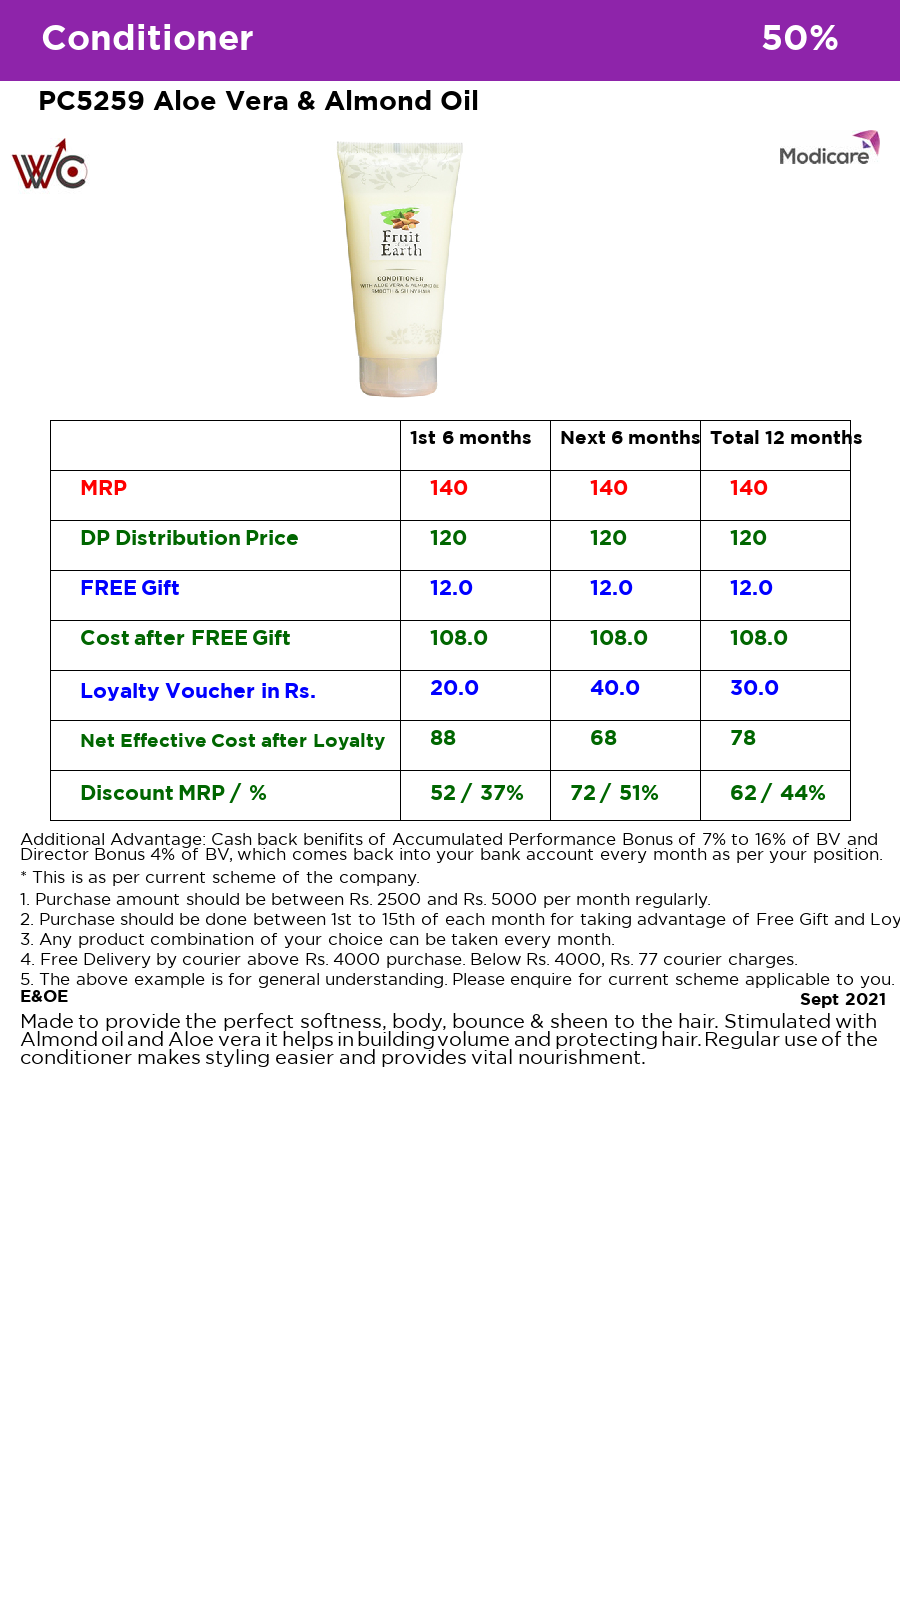 Conditioner 50%
PC5259 Aloe Vera & Almond Oil
WC
Modicare
Fruit
Earth
CONDITIONER
WITH ALOE VERA & ALMOND OIL
SMOOTH & SHINY HAIR
1st 6 months Next 6 months Total 12 months
MRP 140 140 140
DP Distribution Price 120 120 120
FREE Gift 12.0 12.0 12.0
Cost after FREE Gift 108.0 108.0 108.0
Loyalty Voucher in Rs. 20.0 40.0 30.0
Net Effective Cost after Loyalty 88 68 78
Discount MRP / % 52 / 37% 72 / 51% 62 / 44%
Additional Advantage: Cash back benifits of Accumulated Performance Bonus of 7% to 16% of BV and
Director Bonus 4% of BV, which comes back into your bank account every month as per your position.
* This is as per current scheme of the company.
1. Purchase amount should be between Rs. 2500 and Rs. 5000 per month regularly.
2. Purchase should be done between 1st to 15th of each month for taking advantage of Free Gift and Loy
3. Any product combination of your choice can be taken every month.
4. Free Delivery by courier above Rs. 4000 purchase. Below Rs. 4000, Rs. 77 courier charges.
5. The above example is for general understanding. Please enquire for current scheme applicable to you.
E&OE Sept 2021
Made to provide the perfect softness, body, bounce & sheen to the hair. Stimulated with
Almond oil and Aloe vera it helps in building volume and protecting hair. Regular use of the
conditioner makes styling easier and provides vital nourishment.